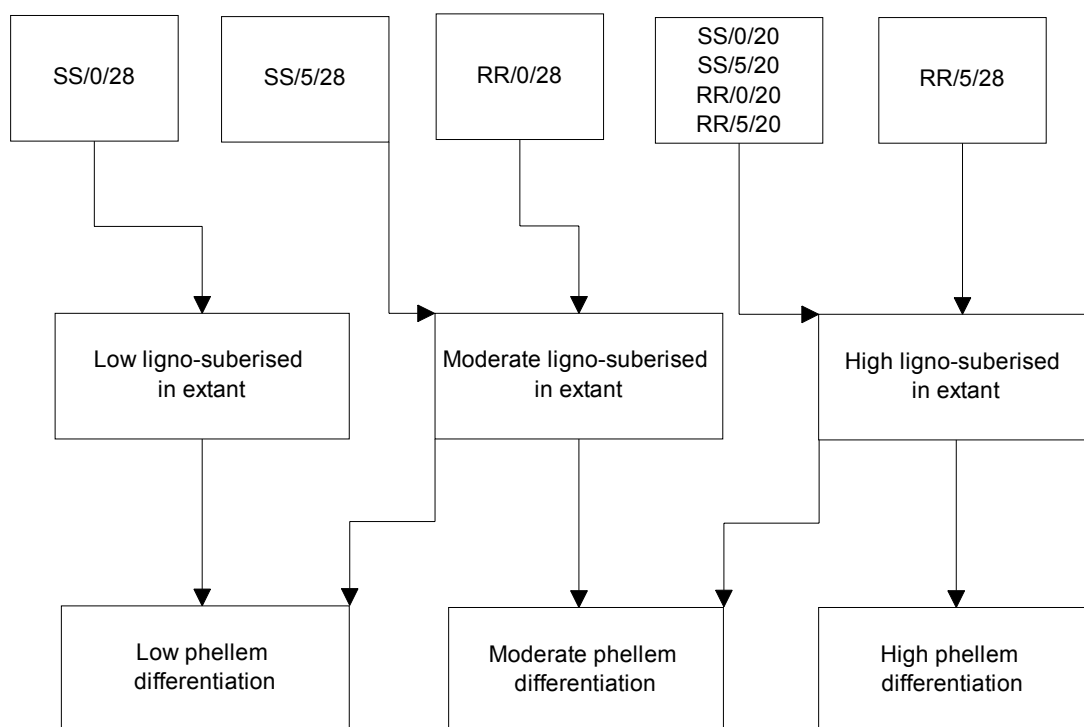 SS/0/28
SS/5/28
RR/0/28
SS/0/20
SS/5/20
RR/0/20
RR/5/20
RR/5/28
Low ligno-suberised
in extant
Moderate ligno-suberised
in extant
High ligno-suberised
in extant
Low phellem
differentiation
Moderate phellem
differentiation
High phellem
differentiation